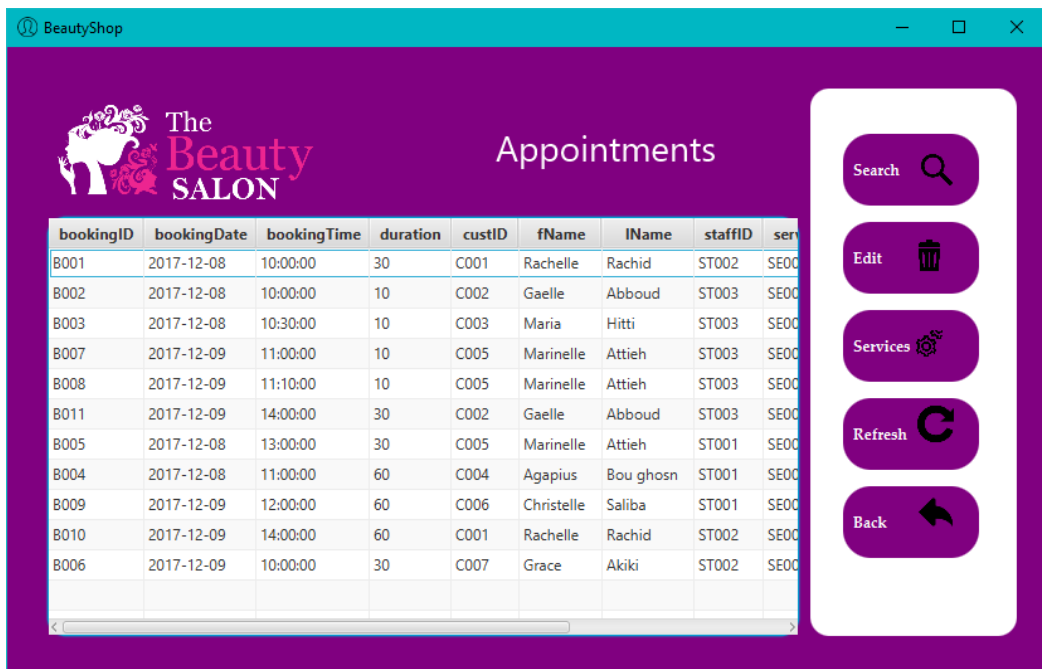 BeautyShop
The
Beauty
SALON
Appointments
bookingID bookingDate bookingTime duration custID fName lName staffID
B001 2017-12-08 10:00:00 30 C001 Rachelle Rachid ST002
B002 2017-12-08 10:00:00 10 C002 Gaelle Abboud ST003
B003 2017-12-08 10:30:00 10 C003 Maria Hitti ST003
B007 2017-12-09 11:00:00 10 C005 Marinelle Attieh ST003
B008 2017-12-09 11:10:00 10 C005 Marinelle Attieh ST003
B011 2017-12-09 14:00:00 30 C002 Gaelle Abboud ST003
B005 2017-12-08 13:00:00 30 C005 Marinelle Attieh ST001
B004 2017-12-08 11:00:00 60 C004 Agapius Bou ghosn ST001
B009 2017-12-09 12:00:00 60 C006 Christelle Saliba ST001
B010 2017-12-09 14:00:00 60 C001 Rachelle Rachid ST002
B006 2017-12-09 10:00:00 30 C007 Grace Akiki ST002
Search
Edit
Services
Refresh
Back